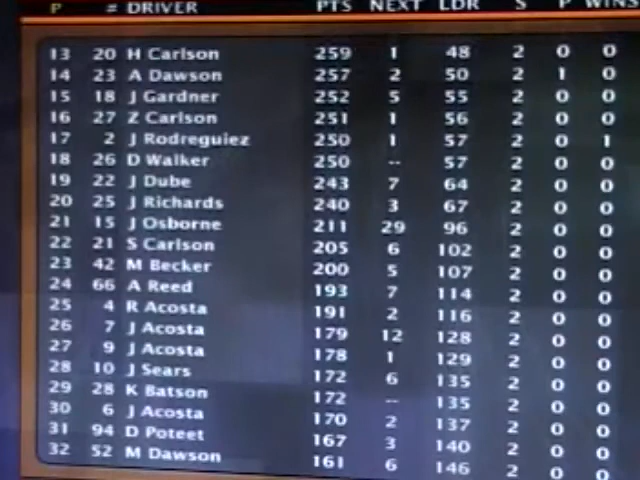 P # DRIVER PTS NEXT LDR S P WINS
13 20 H Carlson 259 1 48 2 0 0
14 23 A Dawson 257 2 50 2 1 0
15 18 J Gardner 252 5 55 2 0 0
16 27 Z Carlson 251 1 56 2 0 0
17 2 J Rodreguiez 250 1 57 2 0 1
18 26 D Walker 250 -- 57 2 0 0
19 22 J Dube 243 7 64 2 0 0
20 25 J Richards 240 3 67 2 0 0
21 15 J Osborne 211 29 96 2 0 0
22 21 S Carlson 205 6 102 2 0 0
23 42 M Becker 200 5 107 2 0 0
24 66 A Reed 193 7 114 2 0 0
25 4 R Acosta 191 2 116 2 0 0
26 7 J Acosta 179 12 128 2 0 0
27 9 J Acosta 178 1 129 2 0 0
28 10 J Sears 172 6 135 2 0 0
29 28 K Batson 172 -- 135 2 0 0
30 6 J Acosta 170 2 137 2 0 0
31 94 D Poteet 167 3 140 2 0 0
32 52 M Dawson 161 6 146 2 0 0